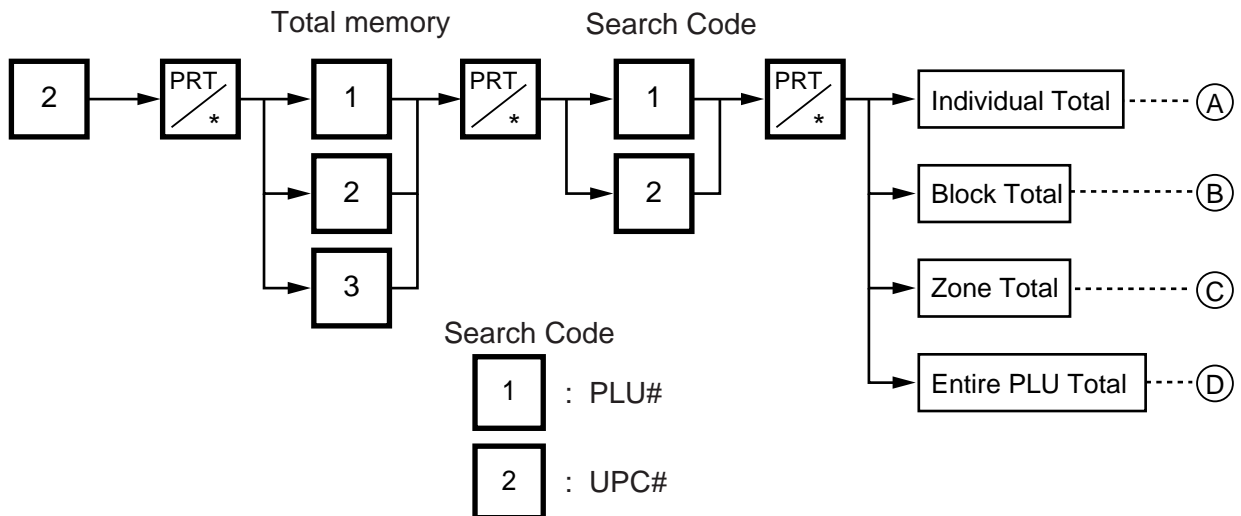 Total memory
Search Code
2
PRT
*
1
PRT
*
1
PRT
*
Individual Total
A
2
2
Block Total
B
3
Zone Total
C
Search Code
1 : PLU#
Entire PLU Total
D
2 : UPC#